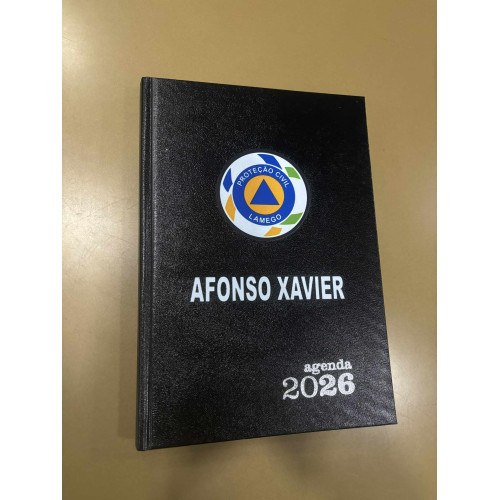 PROTEÇÃO CIVIL
LAMEGO
AFONSO XAVIER
agenda
2026